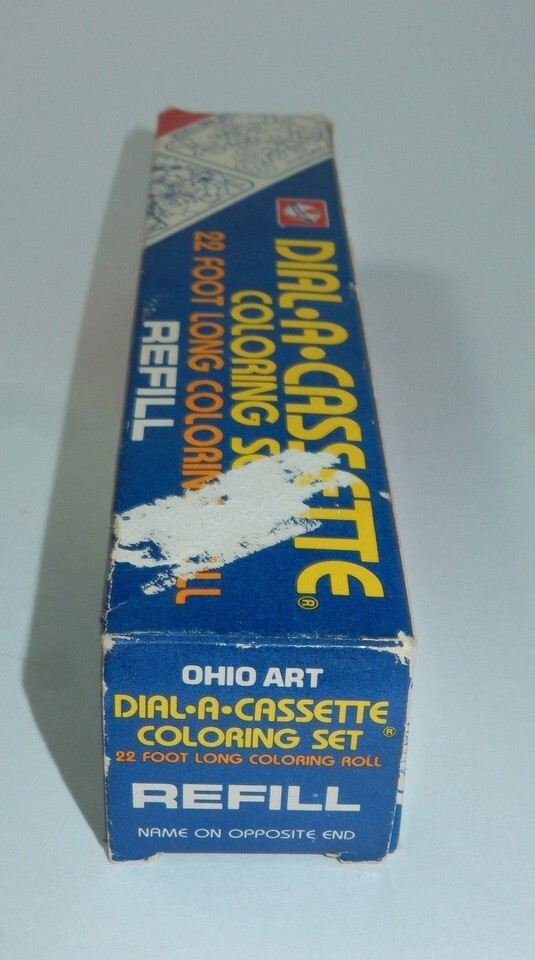 DIAL•A•CASSETTE®
COLORING
22 FOOT LONG COLORING
REFILL
OHIO ART
DIAL•A•CASSETTE®
COLORING SET
22 FOOT LONG COLORING ROLL
REFILL
NAME ON OPPOSITE END